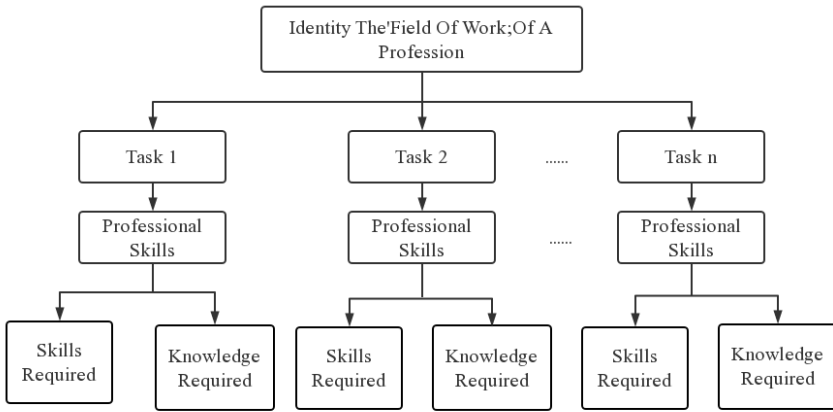 Identity The'Field Of Work;Of A
Profession
Task 1
Task 2
......
Task n
Professional
Skills
Professional
Skills
......
Professional
Skills
Skills
Required
Knowledge
Required
Skills
Required
Knowledge
Required
Skills
Required
Knowledge
Required